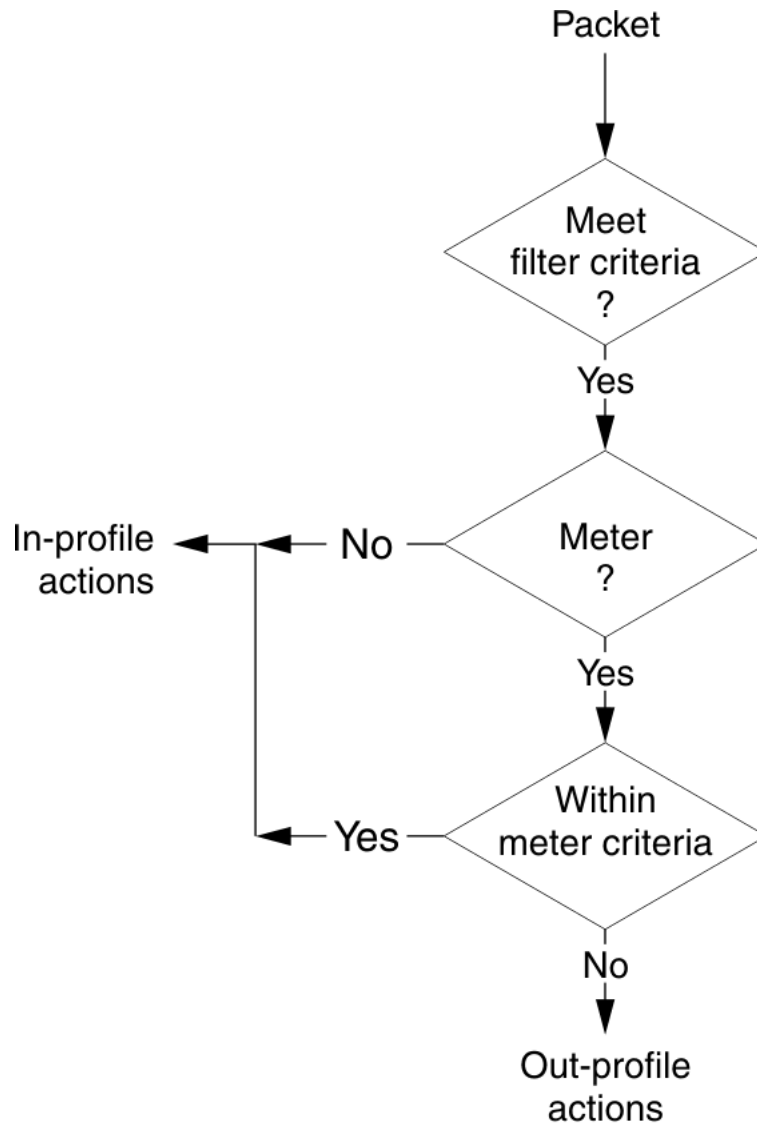 Packet
Meet
filter criteria
?
Yes
In-profile
actions
No
Meter
?
Yes
Yes
Within
meter criteria
No
Out-profile
actions